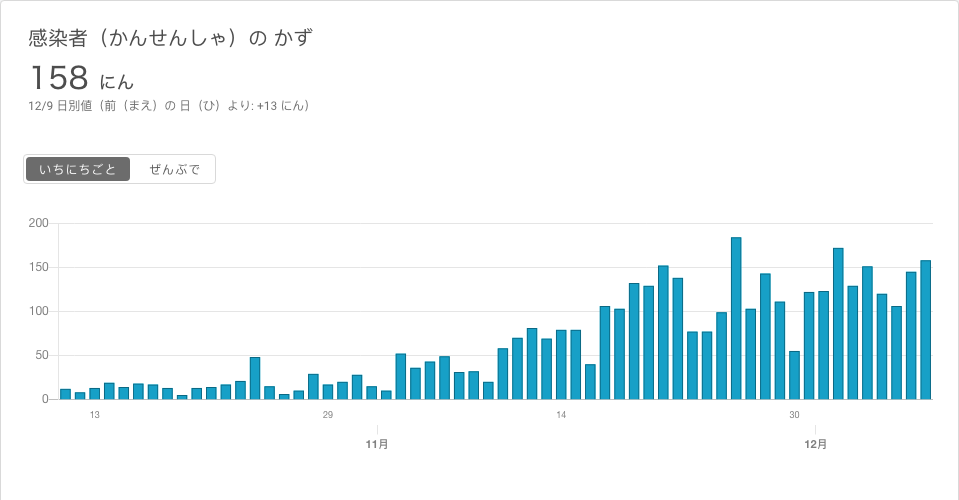 感染者（かんせんしゃ）の かず
158 にん
12/9 日別値（前（まえ）の 日（ひ）より: +13 にん）
いちにちごと ぜんぶで
200
150
100
50
0
13 29 14 30
11月 12月